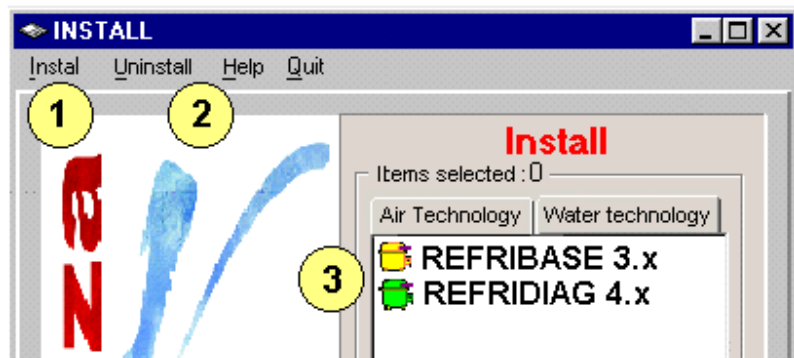 INSTALL
Instal Uninstall Help Quit
1 2
Install
Items selected : 0
Air Technology Water technology
3
REFRIBASE 3.x
REFRIDIAG 4.x